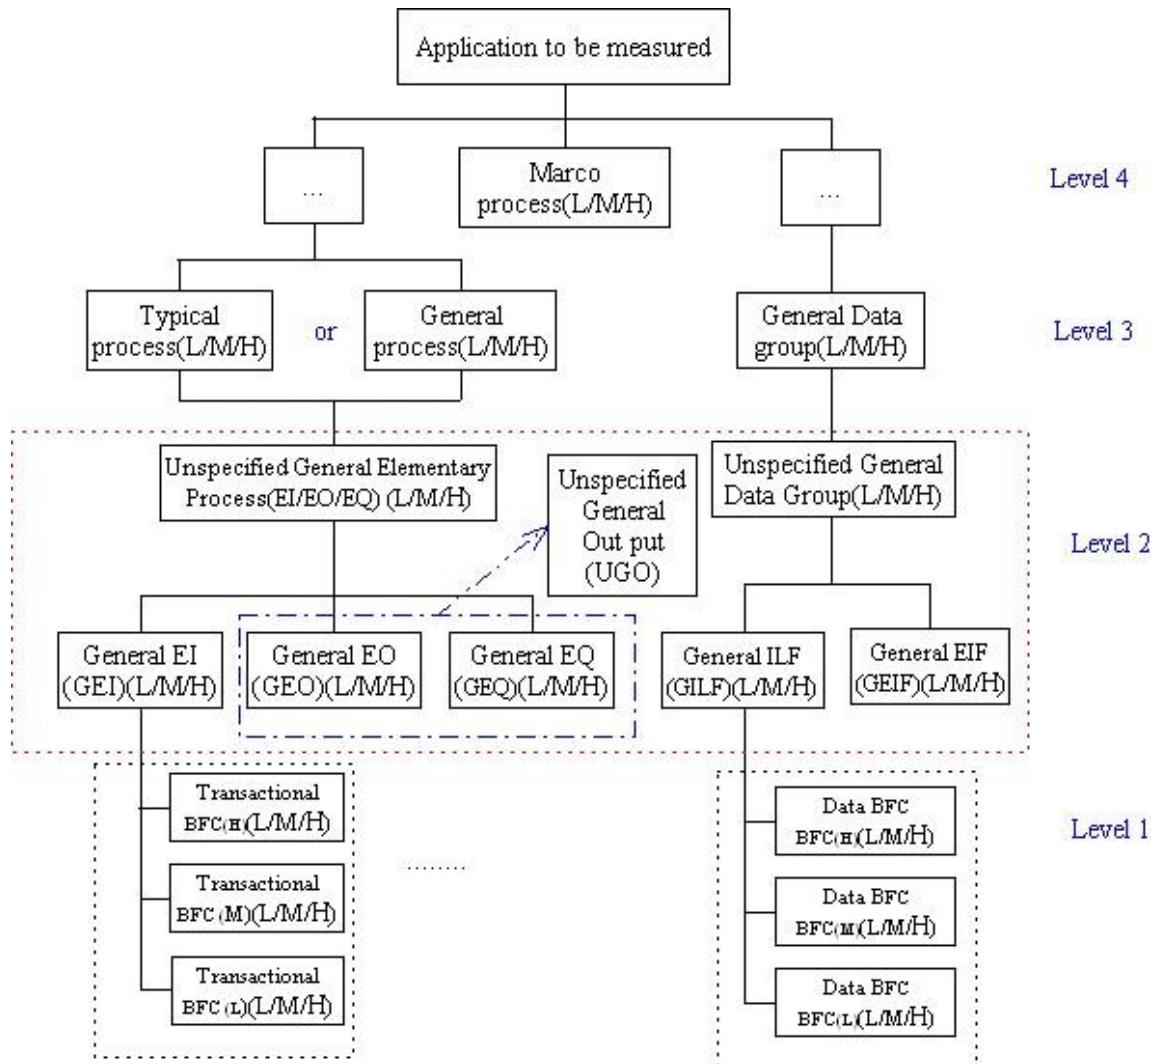 Application to be measured
...
Marco
process(L/M/H)
...
Level 4
Typical
process(L/M/H)
or
General
process(L/M/H)
General Data
group(L/M/H)
Level 3
Unspecified General Elementary
Process(EI/EO/EQ) (L/M/H)
Unspecified
General
Out put
(UGO)
Unspecified General
Data Group(L/M/H)
Level 2
General EI
(GEI)(L/M/H)
General EO
(GEO)(L/M/H)
General EQ
(GEQ)(L/M/H)
General ILF
(GILF)(L/M/H)
General EIF
(GEIF)(L/M/H)
Transactional
BFC(H)(L/M/H)
Transactional
BFC (M)(L/M/H)
Transactional
BFC (L)(L/M/H)
........
Data BFC
BFC(H)(L/M/H)
Data BFC
BFC(M)(L/M/H)
Data BFC
BFC(L)(L/M/H)
Level 1